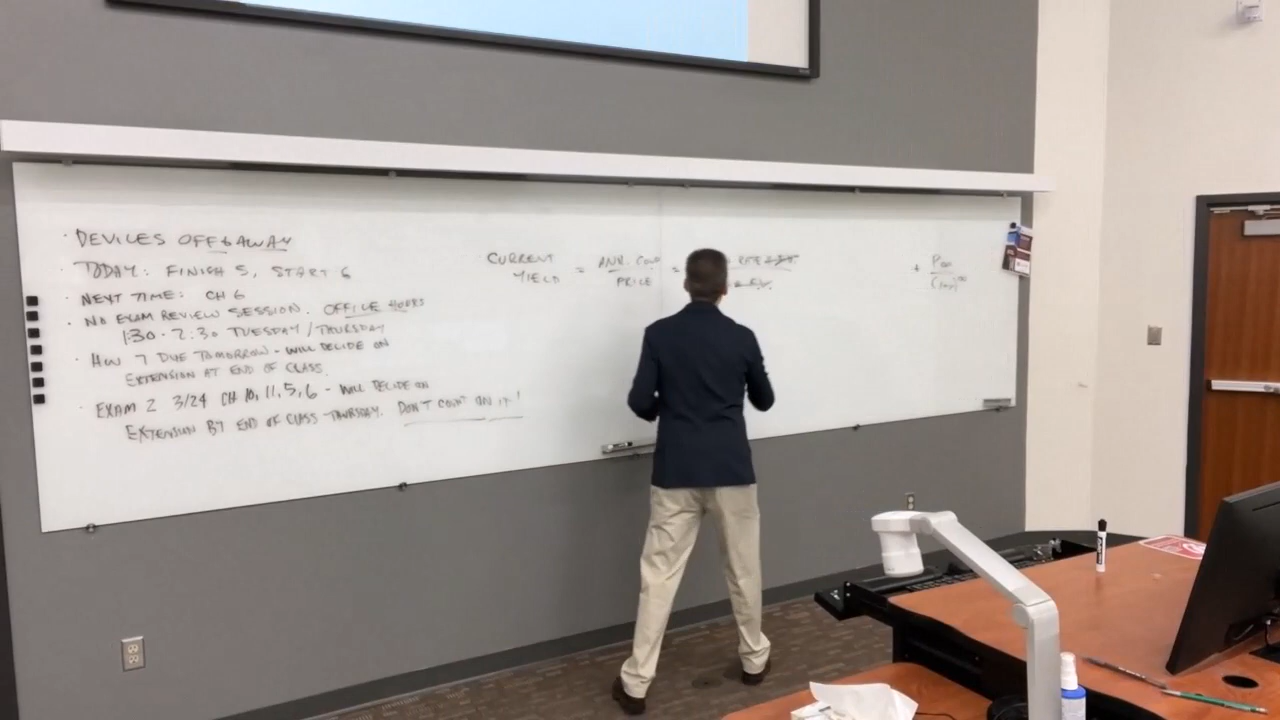 · DEVICES OFF & AWAY
· TODAY: FINISH 5, START 6
· NEXT TIME: CH 6
· NO EXAM REVIEW SESSION. OFFICE HOURS
1:30 - 2:30 TUESDAY / THURSDAY
· HW 7 DUE TOMORROW - WILL DECIDE ON
EXTENSION AT END OF CLASS.
· EXAM 2 3/24 CH 10, 11, 5, 6 - WILL DECIDE ON
EXTENSION BY END OF CLASS THURSDAY. DON'T COUNT ON IT!
CURRENT YIELD = ANN. / PRICE =
RATE
+